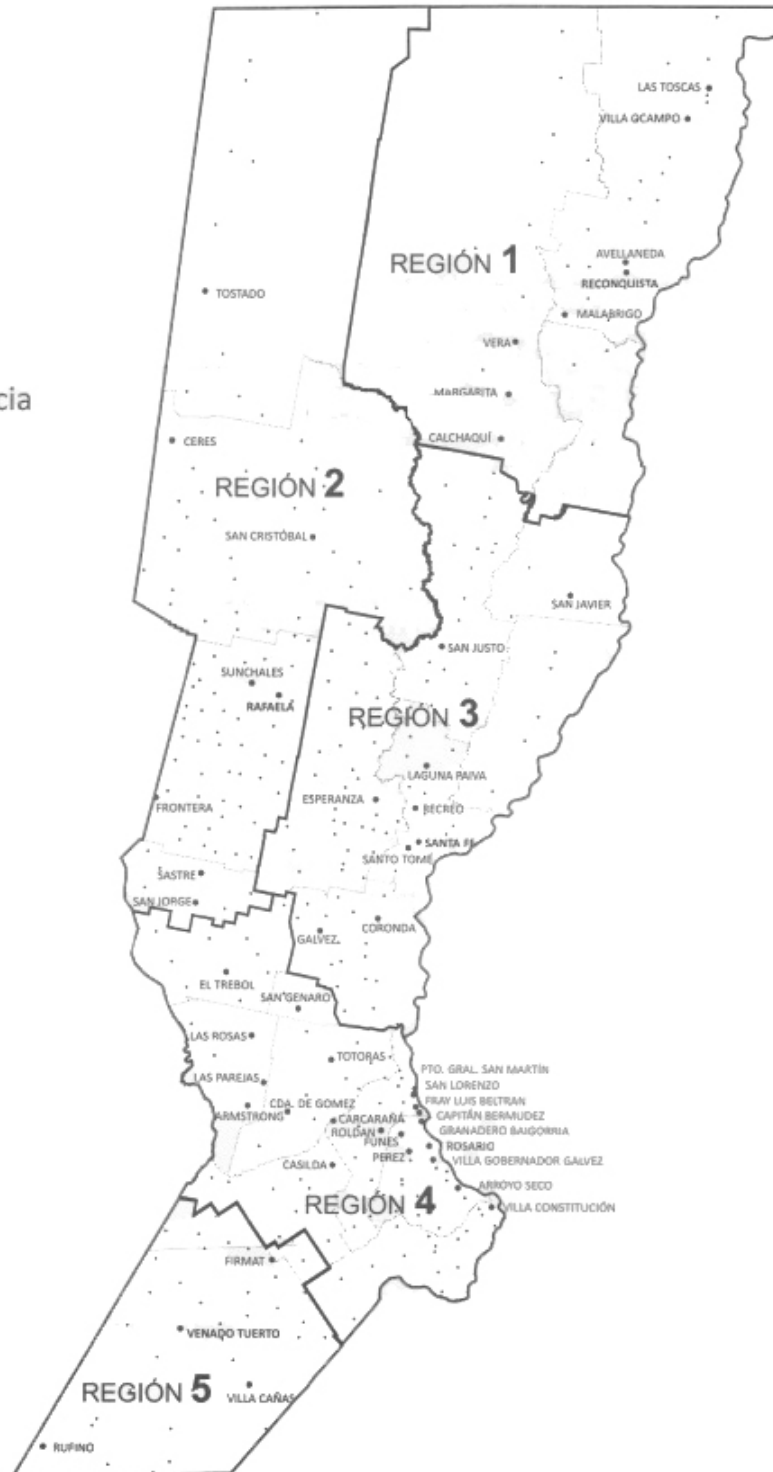 LAS TOSCAS
VILLA OCAMPO
AVELLANEDA
REGIÓN 1
RECONQUISTA
TOSTADO
MALABRIGO
VERA
MARGARITA
cia
CALCHAQUÍ
CERES
REGIÓN 2
SAN CRISTÓBAL
SAN JAVIER
SAN JUSTO
SUNCHALES
RAFAELA
REGIÓN 3
LAGUNA PAIVA
ESPERANZA
FRONTERA
RECREO
SANTA FE
SANTO TOMÉ
SASTRE
SAN JORGE
CORONDA
GALVEZ
EL TREBOL
SAN GENARO
LAS ROSAS
TOTORAS
PTO. GRAL. SAN MARTÍN
LAS PAREJAS
SAN LORENZO
FRAY LUIS BELTRAN
CDA. DE GOMEZ
ARMSTRONG
CAPITÁN BERMUDEZ
CARCARAÑA
ROLDAN
GRANADERO BAIGORRIA
FUNES
ROSARIO
PEREZ
VILLA GOBERNADOR GALVEZ
CASILDA
ARROYO SECO
REGIÓN 4
VILLA CONSTITUCIÓN
FIRMAT
VENADO TUERTO
REGIÓN 5
VILLA CAÑAS
RUFINO